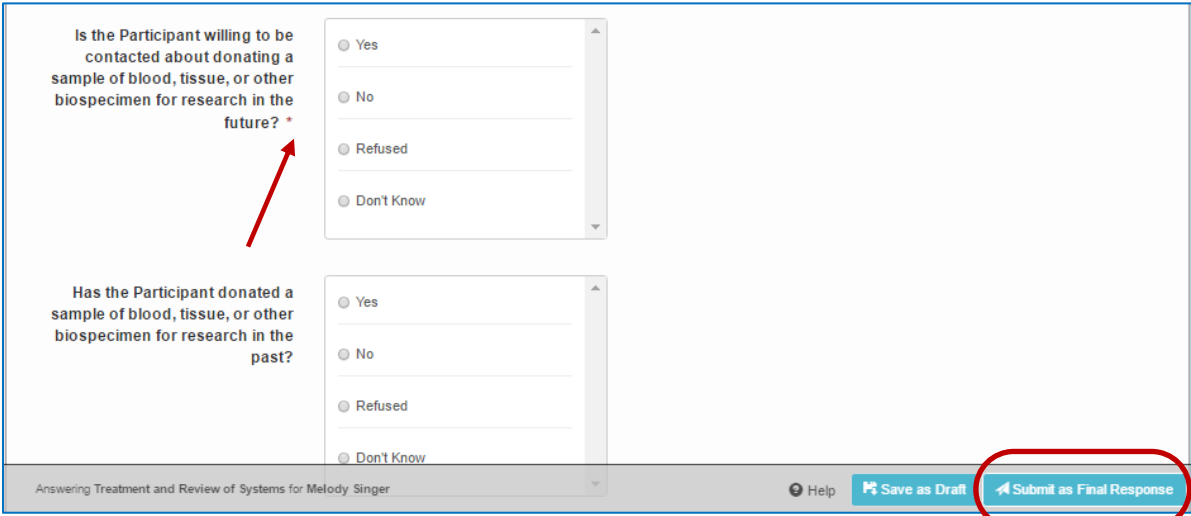 Is the Participant willing to be
contacted about donating a
sample of blood, tissue, or other
biospecimen for research in the
future? *
Yes
No
Refused
Don't Know
Has the Participant donated a
sample of blood, tissue, or other
biospecimen for research in the
past?
Yes
No
Refused
Don't Know
Answering Treatment and Review of Systems for Melody Singer
Help
Save as Draft
Submit as Final Response